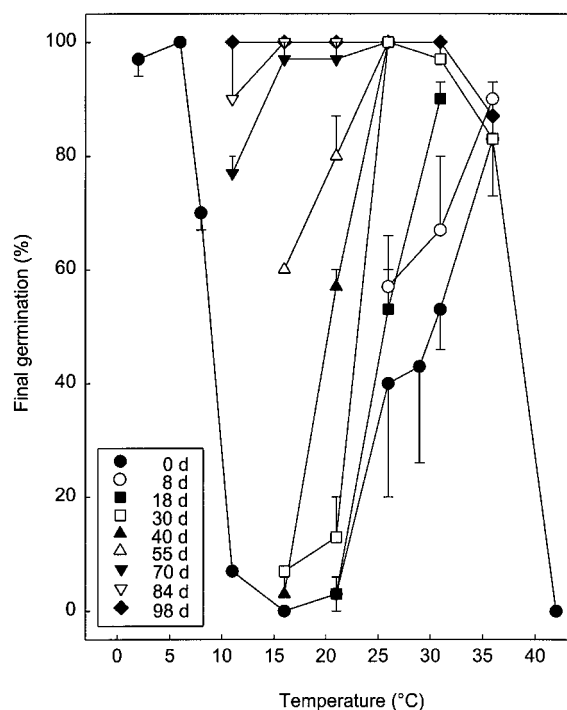 100
80
60
40
20
0
Final germination (%)
0 d
8 d
18 d
30 d
40 d
55 d
70 d
84 d
98 d
0 5 10 15 20 25 30 35 40
Temperature (°C)